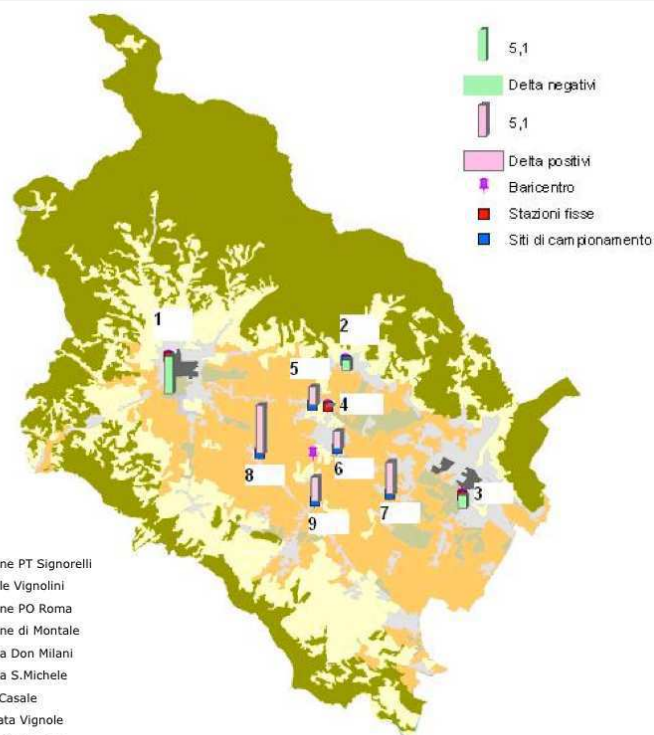 5,1
Delta negativi
5,1
Delta positivi
Baricentro
Stazioni fisse
Siti di campionamento
1
2
5
4
6
8
3
7
9
ne PT Signorelli
le Vignolini
ne PO Roma
ne di Montale
a Don Milani
a S.Michele
Casale
ata Vignole